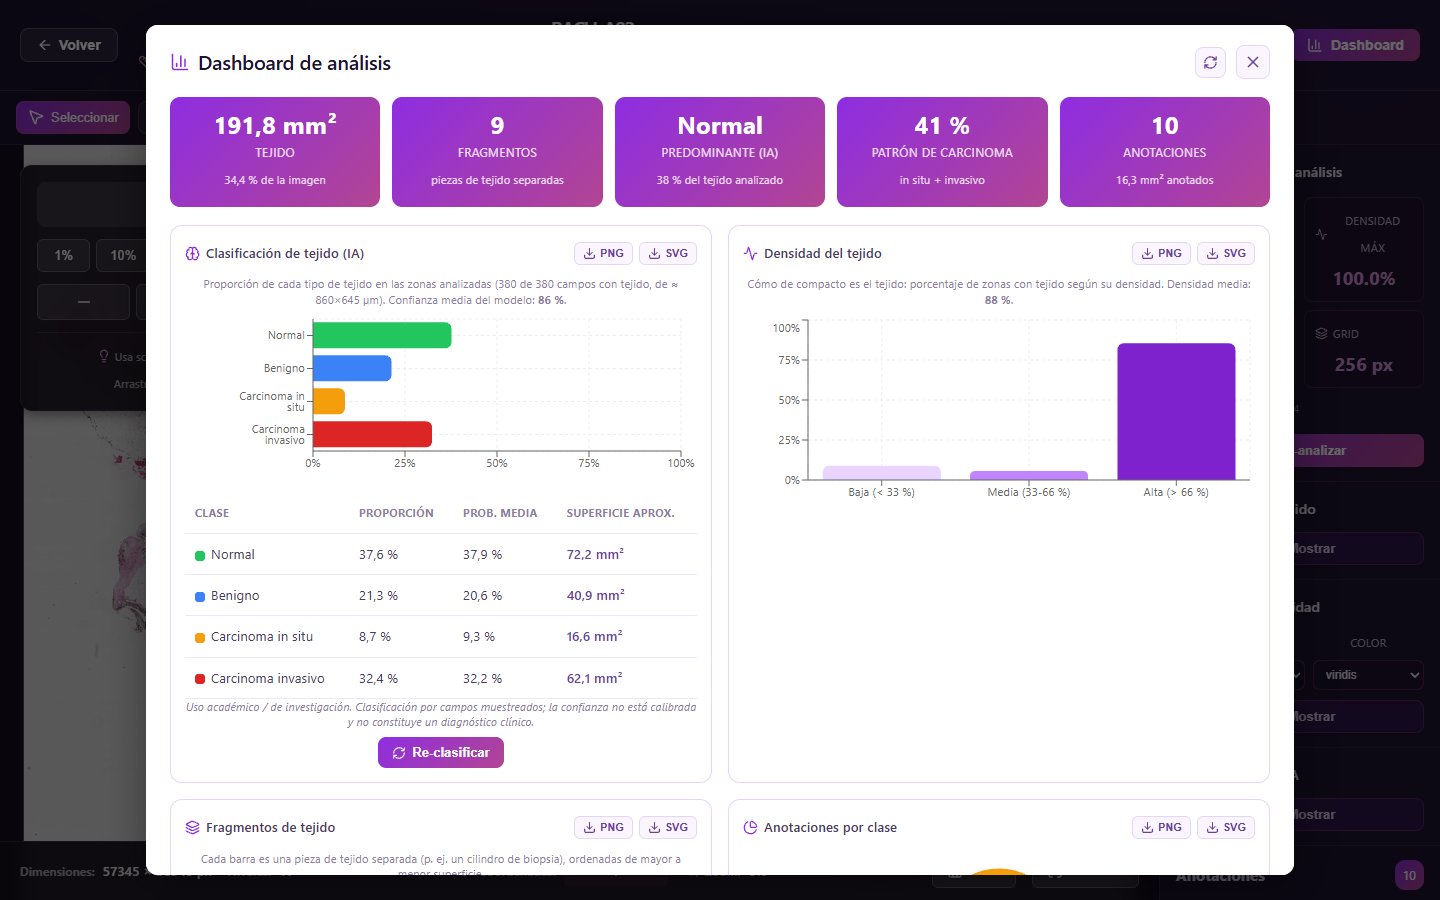 Volver
Dashboard de análisis
Dashboard
Seleccionar
191,8 mm²
TEJIDO
34,4 % de la imagen
9
FRAGMENTOS
piezas de tejido separadas
Normal
PREDOMINANTE (IA)
38 % del tejido analizado
41 %
PATRÓN DE CARCINOMA
in situ + invasivo
10
ANOTACIONES
16,3 mm² anotados
análisis
DENSIDAD
MÁX
100.0%
GRID
256 px
1%
10%
Usa
Clasificación de tejido (IA)
PNG
SVG
Proporción de cada tipo de tejido en las zonas analizadas (380 de 380 campos con tejido, de ≈
860×645 µm). Confianza media del modelo: 86 %.
Normal
Benigno
Carcinoma in
situ
Carcinoma
invasivo
0%
25%
50%
75%
100%
CLASE
PROPORCIÓN
PROB. MEDIA
SUPERFICIE APROX.
Normal
37,6 %
37,9 %
72,2 mm²
Benigno
21,3 %
20,6 %
40,9 mm²
Carcinoma in situ
8,7 %
9,3 %
16,6 mm²
Carcinoma invasivo
32,4 %
32,2 %
62,1 mm²
Uso académico / de investigación. Clasificación por campos muestreados; la confianza no está calibrada
y no constituye un diagnóstico clínico.
Re-clasificar
Densidad del tejido
PNG
SVG
Cómo de compacto es el tejido: porcentaje de zonas con tejido según su densidad. Densidad media:
88 %.
100%
75%
50%
25%
0%
Baja (< 33 %)
Media (33-66 %)
Alta (> 66 %)
-analizar
ido
Mostrar
dad
COLOR
viridis
Mostrar
Mostrar
Fragmentos de tejido
PNG
SVG
Cada barra es una pieza de tejido separada (p. ej. un cilindro de biopsia), ordenadas de mayor a
menor superficie.
Anotaciones por clase
PNG
SVG
Dimensiones: 57345
Anotaciones
10